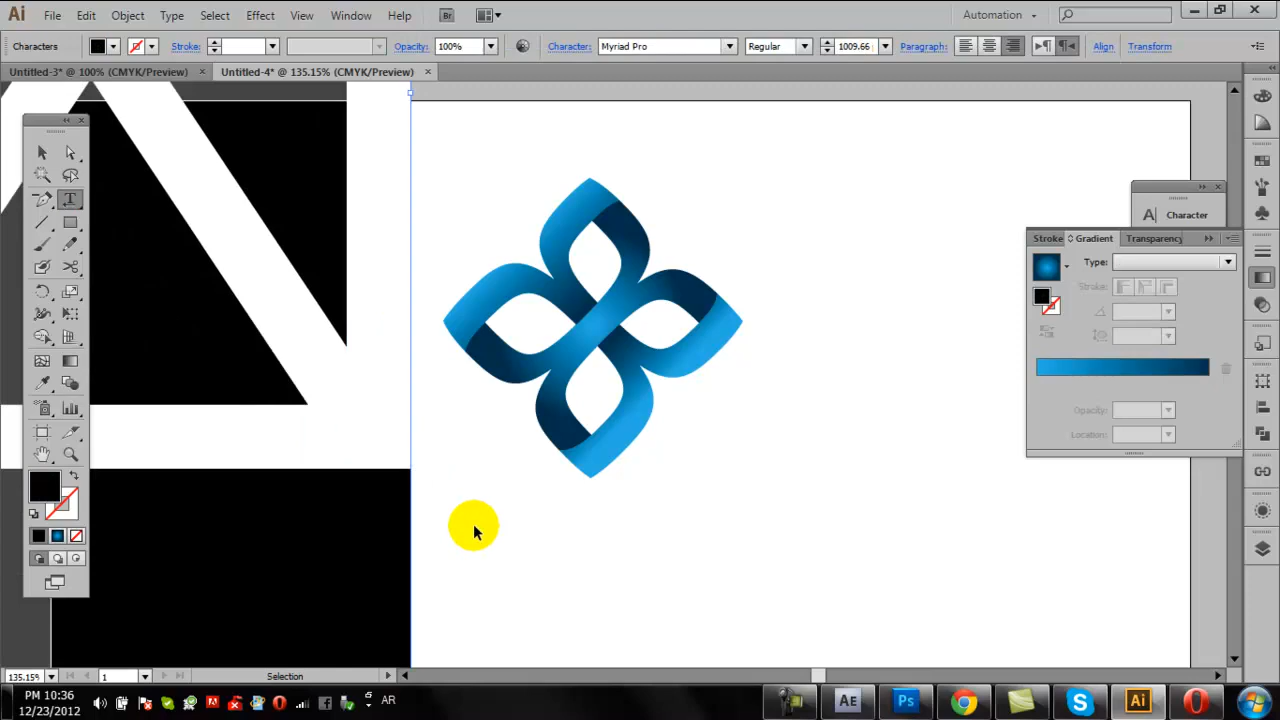 Ai File Edit Object Type Select Effect View Window Help Br Automation
Characters Stroke: Opacity: 100% Character: Myriad Pro Regular 1009.66 Paragraph: Align Transform
Untitled-3* @ 100% (CMYK/Preview) × Untitled-4* @ 135.15% (CMYK/Preview) ×
A Character
Stroke Gradient Transparency
Type:
Stroke:
Opacity:
Location:
135.15% 1 Selection
PM 10:36
12/23/2012
AR
AE Ps Ai